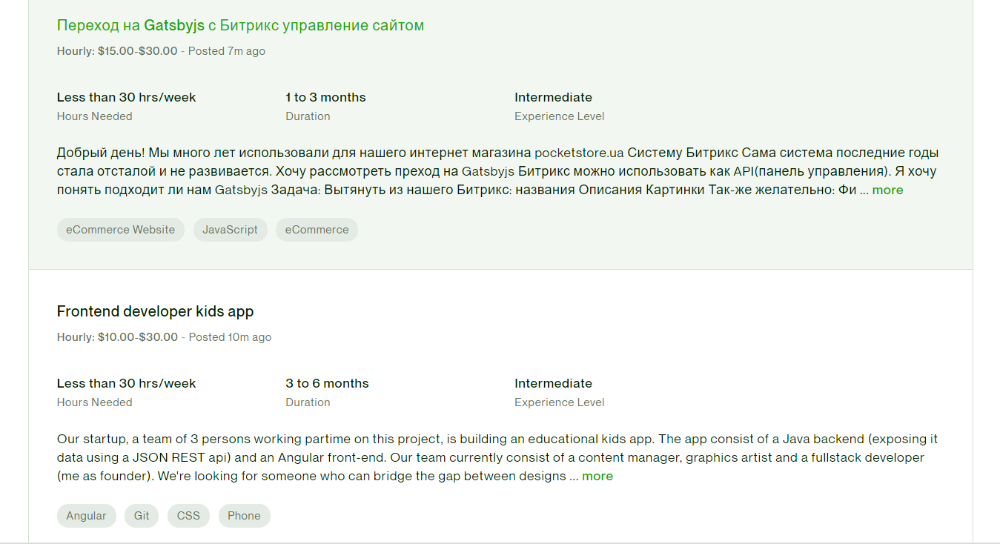 Переход на Gatsbyjs с Битрикс управление сайтом
Hourly: $15.00-$30.00 - Posted 7m ago
Less than 30 hrs/week 1 to 3 months Intermediate
Hours Needed Duration Experience Level
Добрый день! Мы много лет использовали для нашего интернет магазина pocketstore.ua Систему Битрикс Сама система последние годы
стала отсталой и не развивается. Хочу рассмотреть преход на Gatsbyjs Битрикс можно использовать как API(панель управления). Я хочу
понять подходит ли нам Gatsbyjs Задача: Вытянуть из нашего Битрикс: названия Описания Картинки Так-же желательно: Фи ... more
eCommerce Website JavaScript eCommerce
Frontend developer kids app
Hourly: $10.00-$30.00 - Posted 10m ago
Less than 30 hrs/week 3 to 6 months Intermediate
Hours Needed Duration Experience Level
Our startup, a team of 3 persons working partime on this project, is building an educational kids app. The app consist of a Java backend (exposing it
data using a JSON REST api) and an Angular front-end. Our team currently consist of a content manager, graphics artist and a fullstack developer
(me as founder). We're looking for someone who can bridge the gap between designs ... more
Angular Git CSS Phone